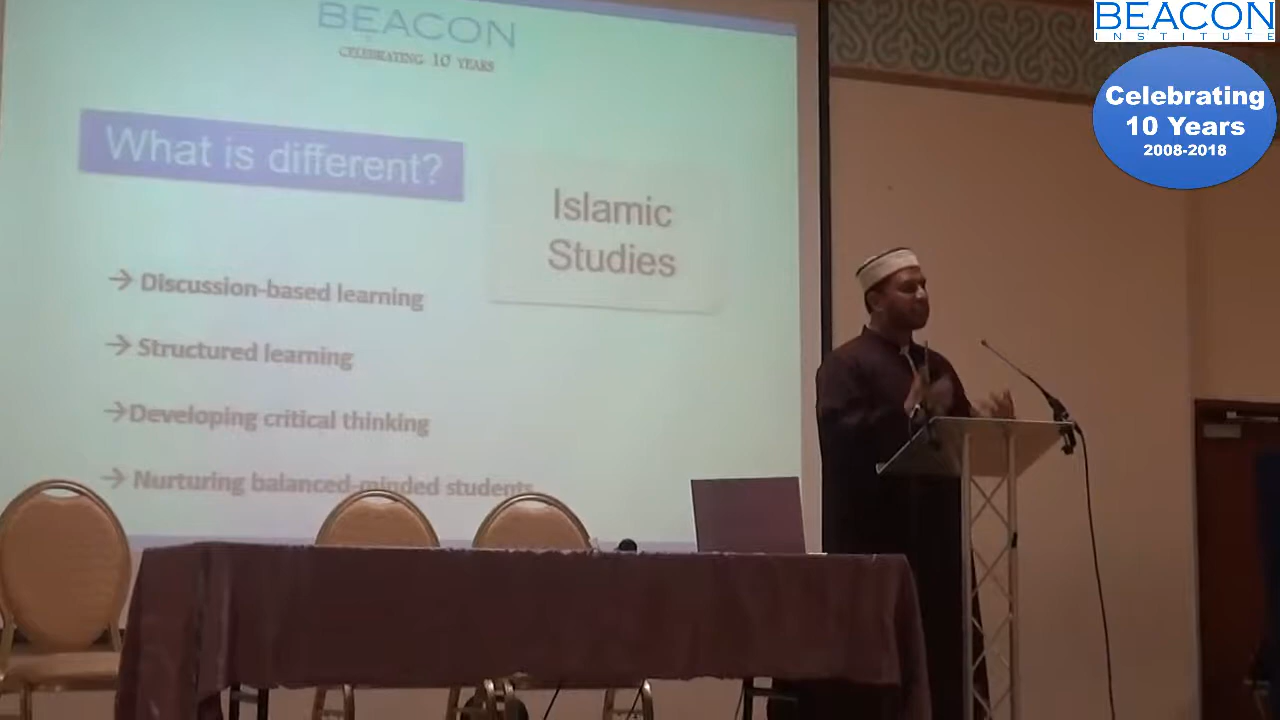 BEACON
CELEBRATING 10 YEARS
What is different?
Islamic
Studies
→ Discussion-based learning
→ Structured learning
→Developing critical thinking
→ Nurturing balanced-minded students
BEACON
INSTITUTE
Celebrating
10 Years
2008-2018